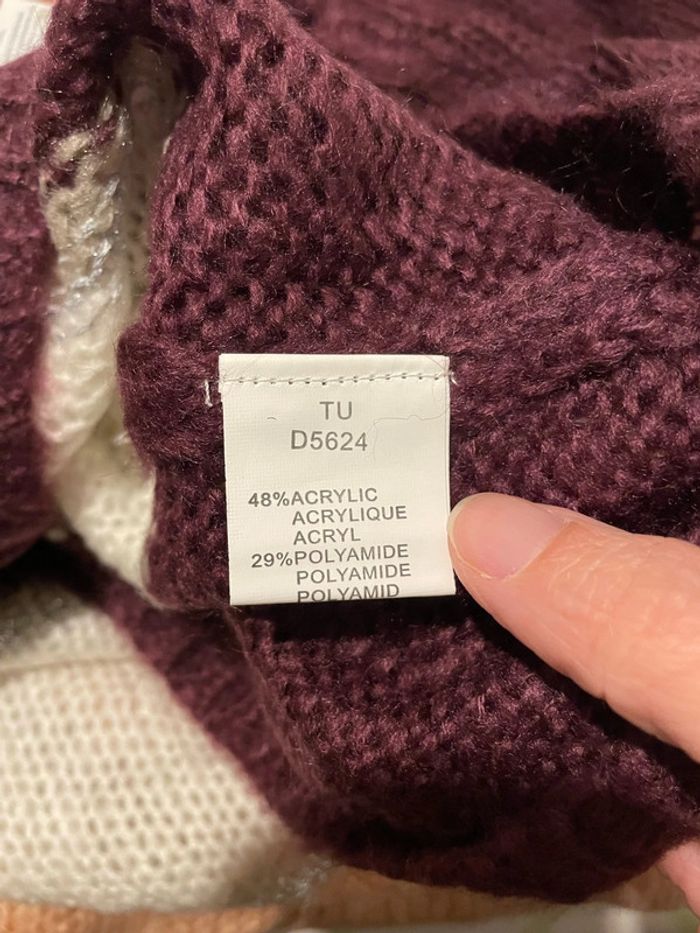 TU
D5624
48%ACRYLIC
ACRYLIQUE
ACRYL
29%POLYAMIDE
POLYAMIDE
POLYAMID